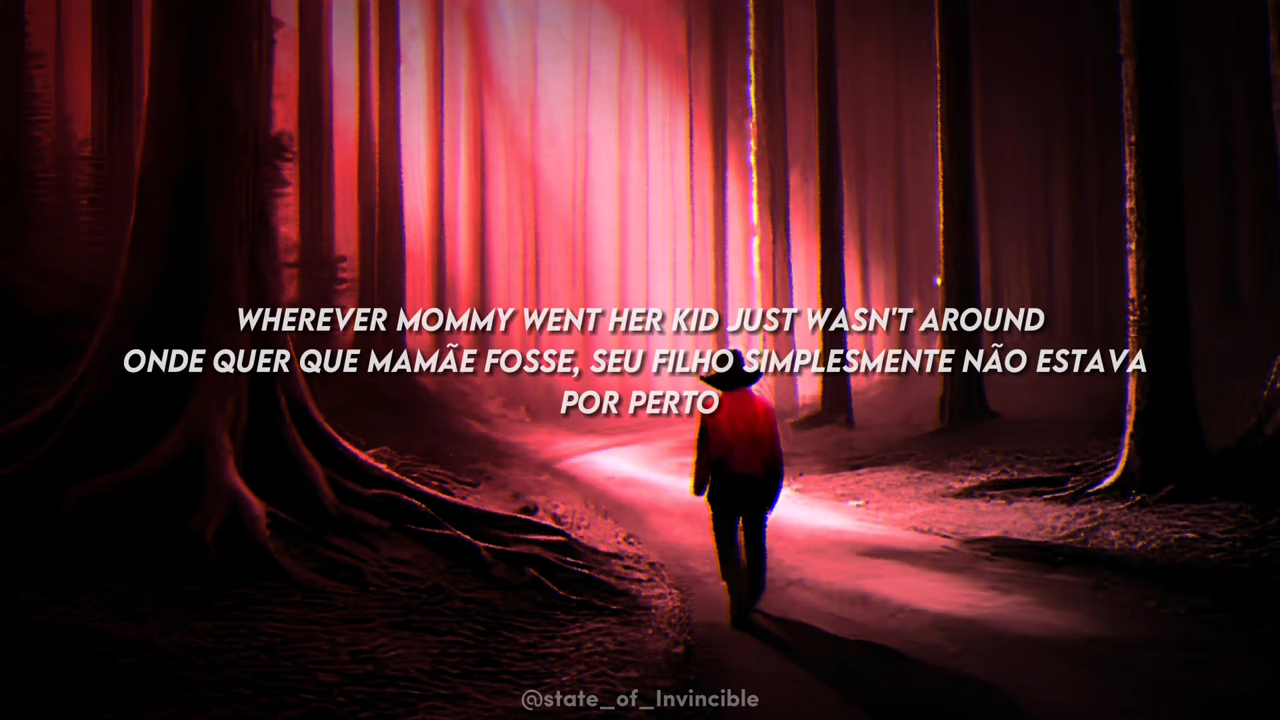 WHEREVER MOMMY WENT HER KID JUST WASN'T AROUND
ONDE QUER QUE MAMÃE FOSSE, SEU FILHO SIMPLESMENTE NÃO ESTAVA
POR PERTO
@state_of_Invincible